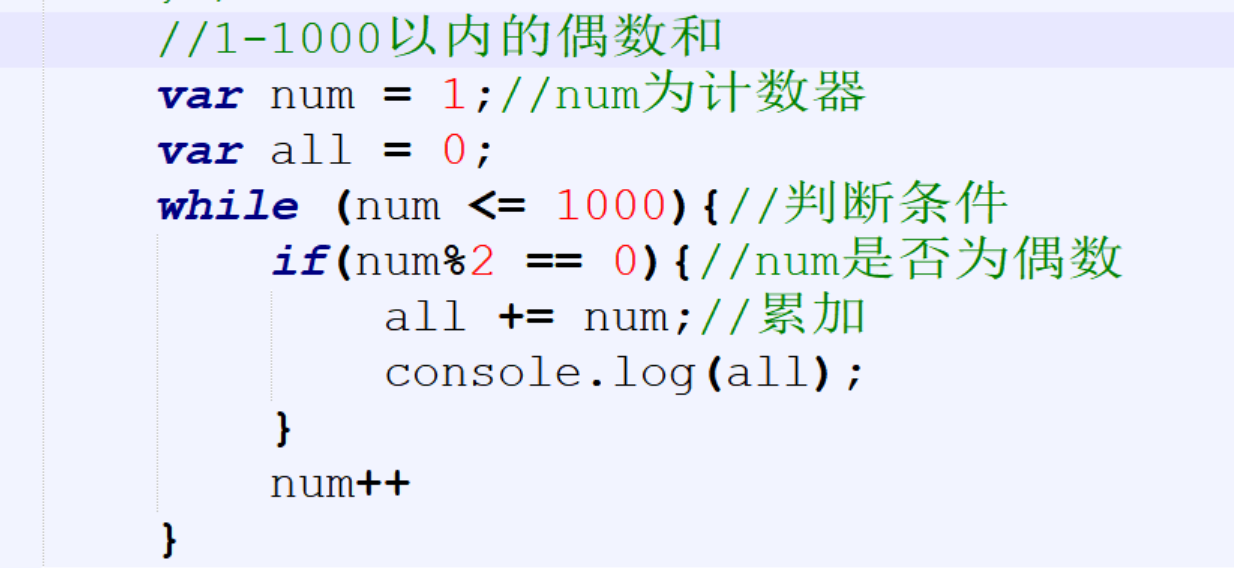 //1-1000以内的偶数和
var num = 1;//num为计数器
var all = 0;
while (num <= 1000){//判断条件
if(num%2 == 0){//num是否为偶数
all += num;//累加
console.log(all);
}
num++
}